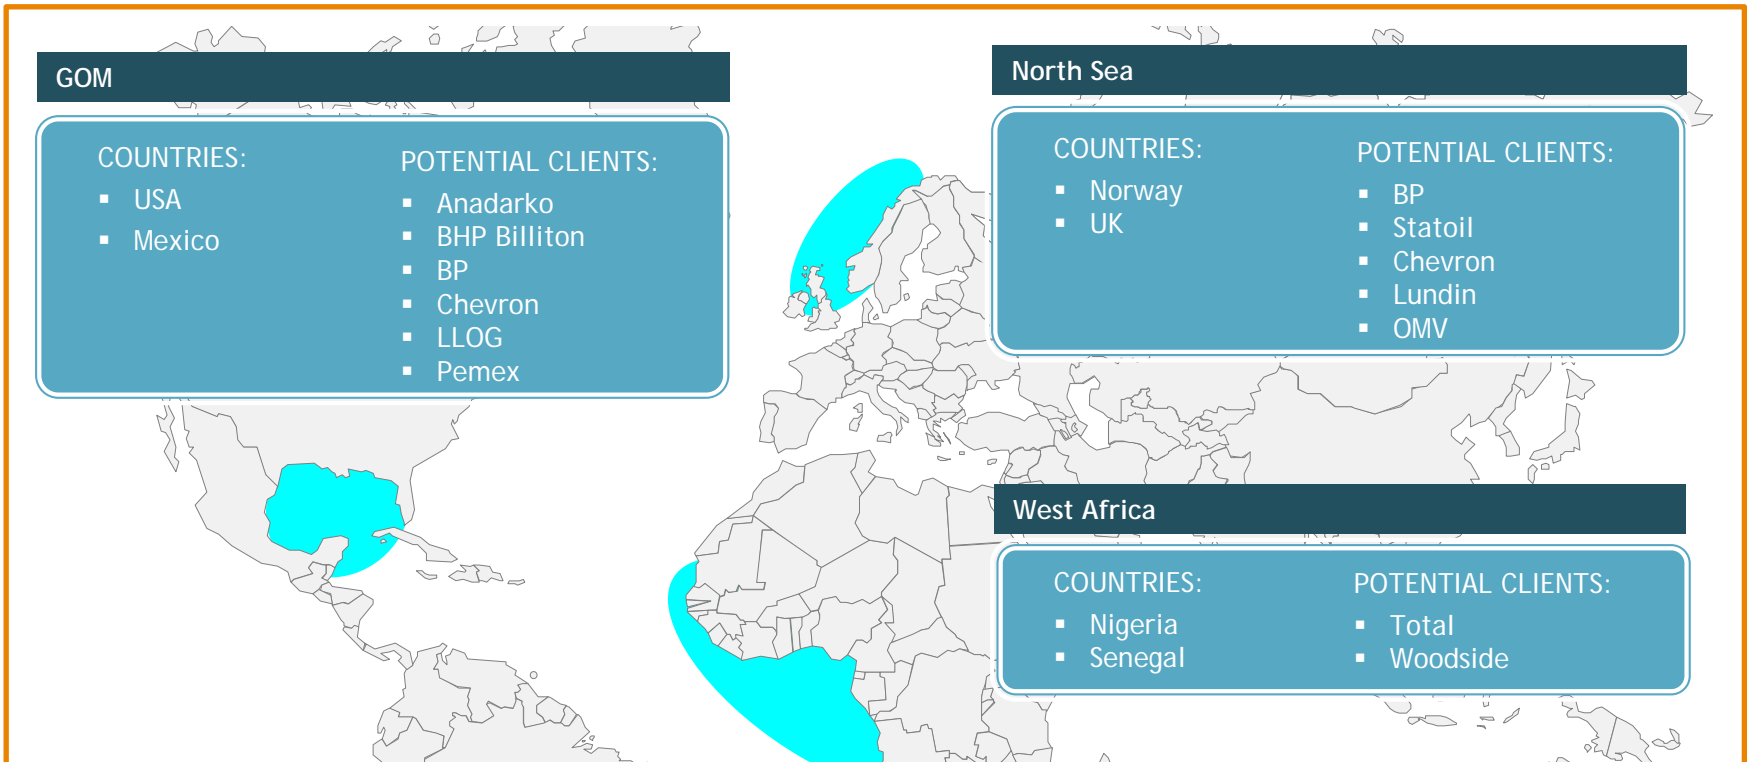 GOM
COUNTRIES:
▪ USA
▪ Mexico
POTENTIAL CLIENTS:
▪ Anadarko
▪ BHP Billiton
▪ BP
▪ Chevron
▪ LLOG
▪ Pemex
North Sea
COUNTRIES:
▪ Norway
▪ UK
POTENTIAL CLIENTS:
▪ BP
▪ Statoil
▪ Chevron
▪ Lundin
▪ OMV
West Africa
COUNTRIES:
▪ Nigeria
▪ Senegal
POTENTIAL CLIENTS:
▪ Total
▪ Woodside